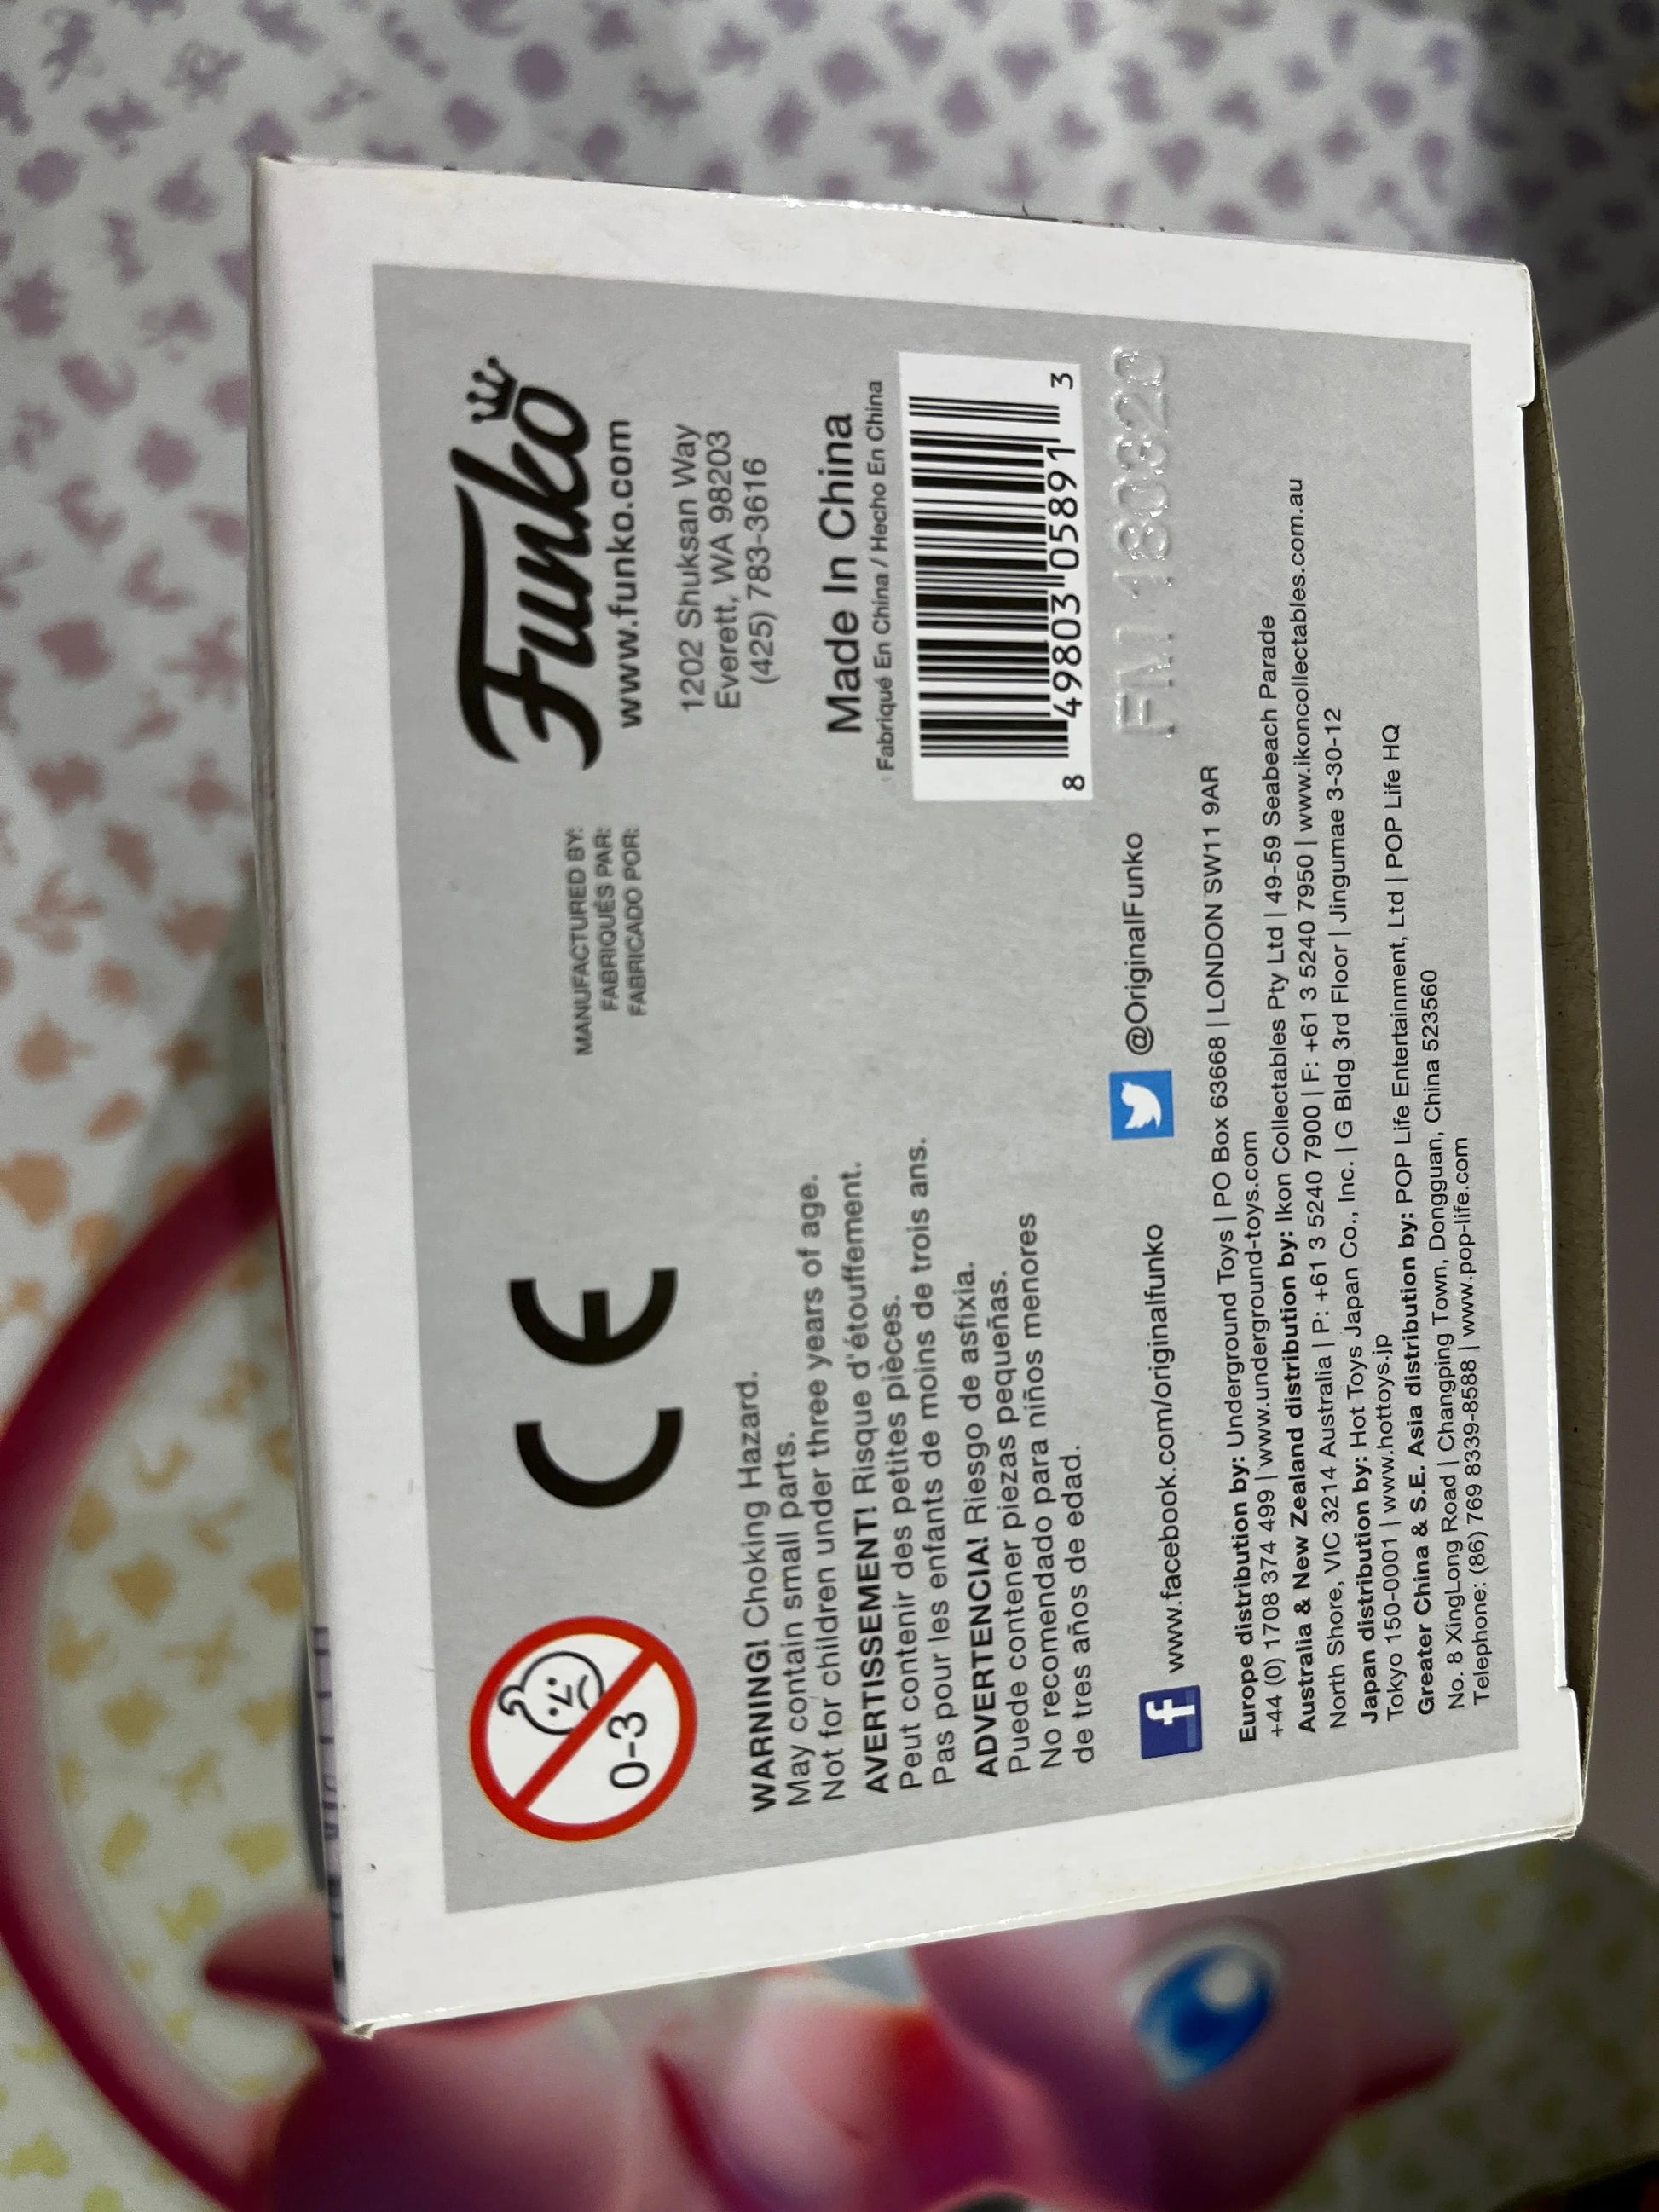 0-3
CE
MANUFACTURED BY:
FABRIQUÉS PAR:
FABRICADO POR:
Funko
www.funko.com
1202 Shuksan Way
Everett, WA 98203
(425) 783-3616
Made In China
Fabriqué En China / Hecho En China
8 49803 05891 3
WARNING! Choking Hazard.
May contain small parts.
Not for children under three years of age.
AVERTISSEMENT! Risque d'étouffement.
Peut contenir des petites pièces.
Pas pour les enfants de moins de trois ans.
ADVERTENCIA! Riesgo de asfixia.
Puede contener piezas pequeñas.
No recomendado para niños menores
de tres años de edad.
f www.facebook.com/originalfunko
@OriginalFunko
Europe distribution by: Underground Toys | PO Box 63668 | LONDON SW11 9AR
+44 (0) 1708 374 499 | www.underground-toys.com
Australia & New Zealand distribution by: Ikon Collectables Pty Ltd | 49-59 Seabeach Parade
North Shore, VIC 3214 Australia | P: +61 3 5240 7900 | F: +61 3 5240 7950 | www.ikoncollectables.com.au
Japan distribution by: Hot Toys Japan Co., Inc. | G Bldg 3rd Floor | Jingumae 3-30-12
Tokyo 150-0001 | www.hottoys.jp
Greater China & S.E. Asia distribution by: POP Life Entertainment, Ltd | POP Life HQ
No. 8 XingLong Road | Changping Town, Dongguan, China 523560
Telephone: (86) 769 8339-8588 | www.pop-life.com